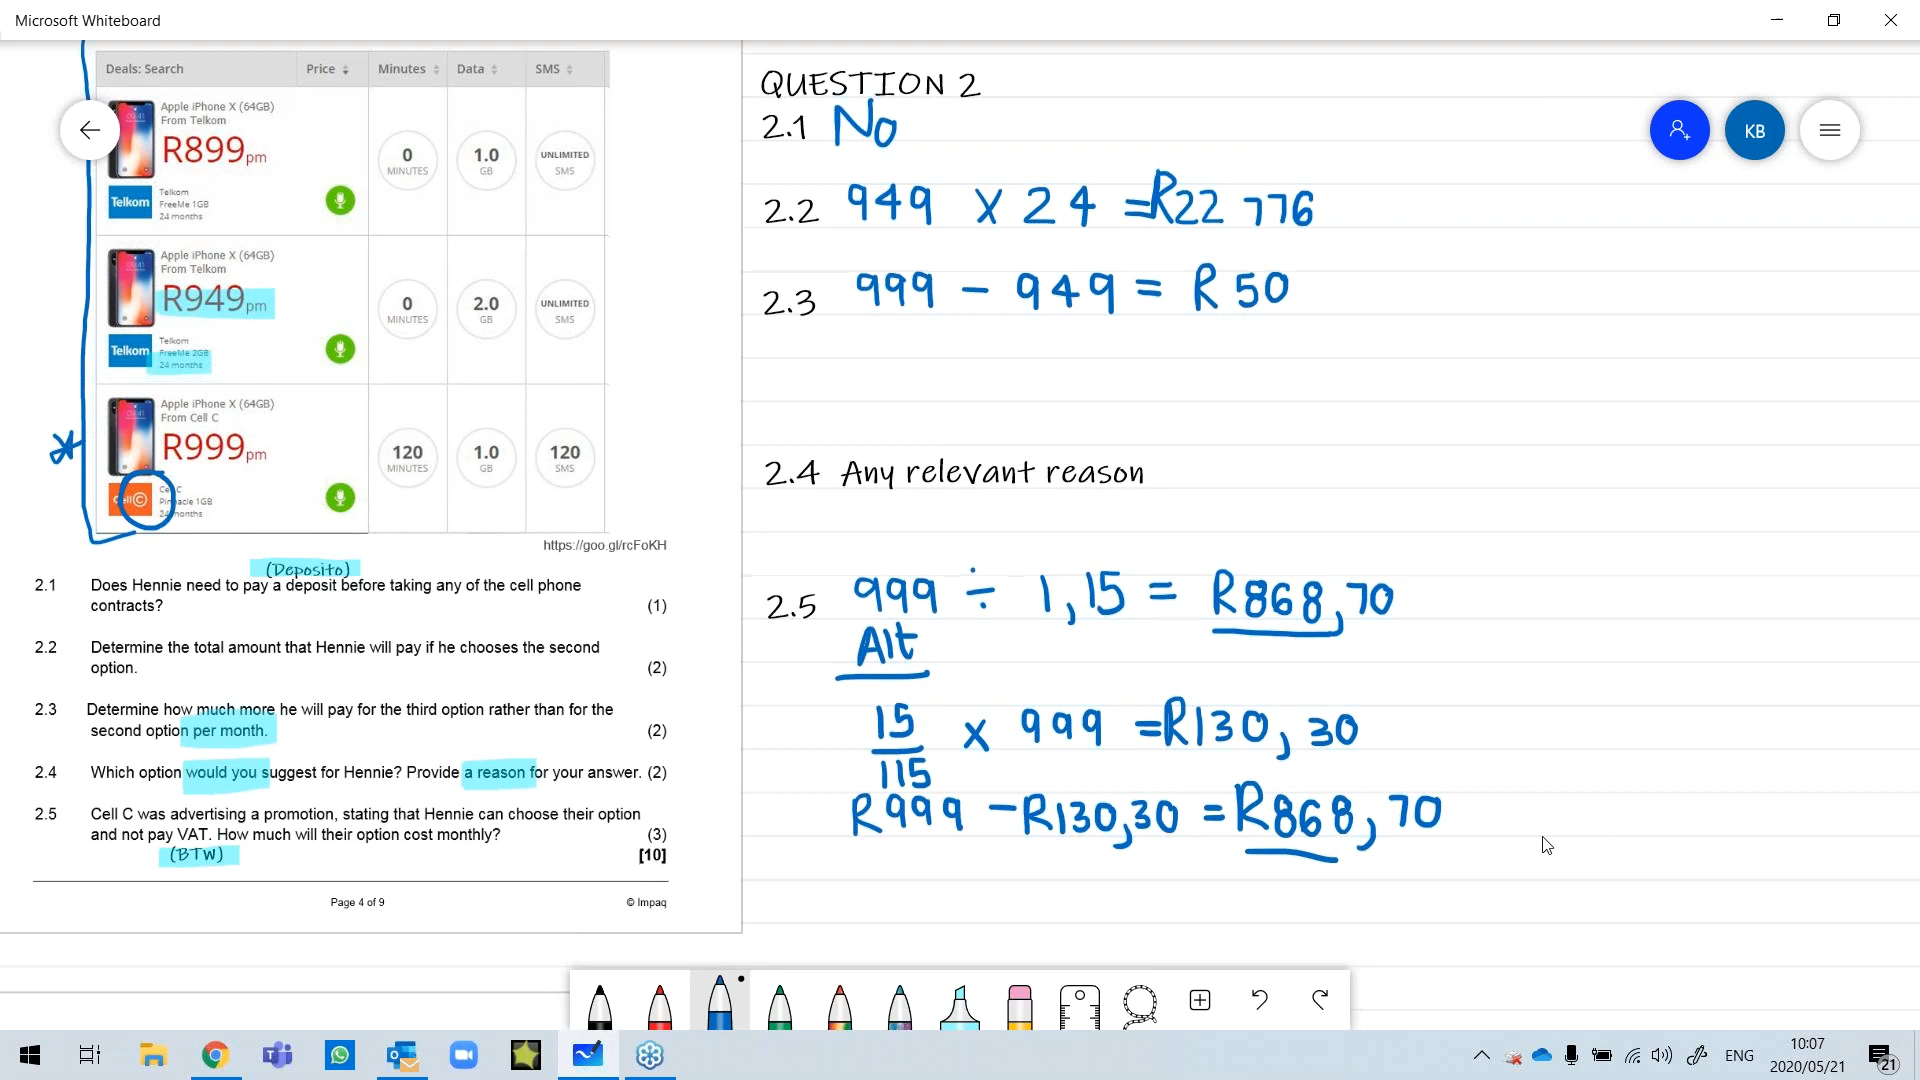 Microsoft Whiteboard
Deals: Search Price Minutes Data SMS
Apple iPhone X (64GB)
From Telkom
R899pm
0 MINUTES
1.0 GB
UNLIMITED SMS
Telkom
Telkom
FreeMe 1GB
24 months
Apple iPhone X (64GB)
From Telkom
R949pm
0 MINUTES
2.0 GB
UNLIMITED SMS
Telkom
Telkom
FreeMe 2GB
24 months
Apple iPhone X (64GB)
From Cell C
R999pm
120 MINUTES
1.0 GB
120 SMS
Pinnacle 1GB
24 months
https://goo.gl/rcFoKH
(Deposito)
2.1 Does Hennie need to pay a deposit before taking any of the cell phone
contracts? (1)
2.2 Determine the total amount that Hennie will pay if he chooses the second
option. (2)
2.3 Determine how much more he will pay for the third option rather than for the
second option per month. (2)
2.4 Which option would you suggest for Hennie? Provide a reason for your answer. (2)
2.5 Cell C was advertising a promotion, stating that Hennie can choose their option
and not pay VAT. How much will their option cost monthly? (3)
(BTW) [10]
Page 4 of 9 © Impaq
QUESTION 2
2.1 No
2.2 949 x 24 = R22 776
2.3 999 - 949 = R 50
2.4 Any relevant reason
2.5 999 ÷ 1,15 = R868,70
Alt
15/115 x 999 = R130,30
R999 - R130,30 = R868,70
KB
ENG
10:07
2020/05/21
21